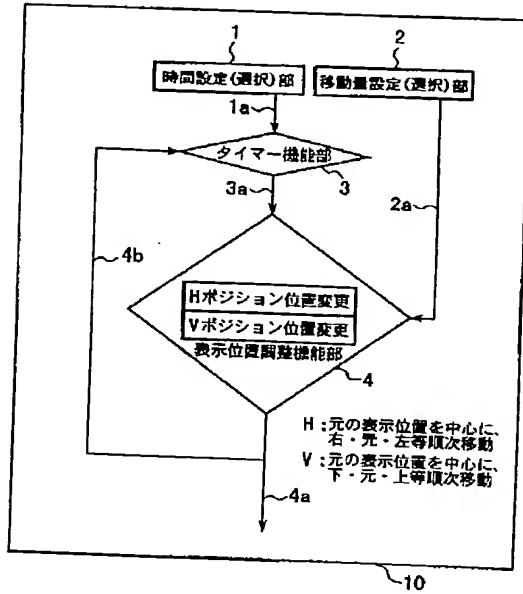 1
2
時間設定(選択)部
移動量設定(選択)部
1a
タイマー機能部
3
3a
2a
4b
Hポジション位置変更
Vポジション位置変更
表示位置調整機能部
4
H:元の表示位置を中心に、
右・元・左等順次移動
V:元の表示位置を中心に、
下・元・上等順次移動
4a
10